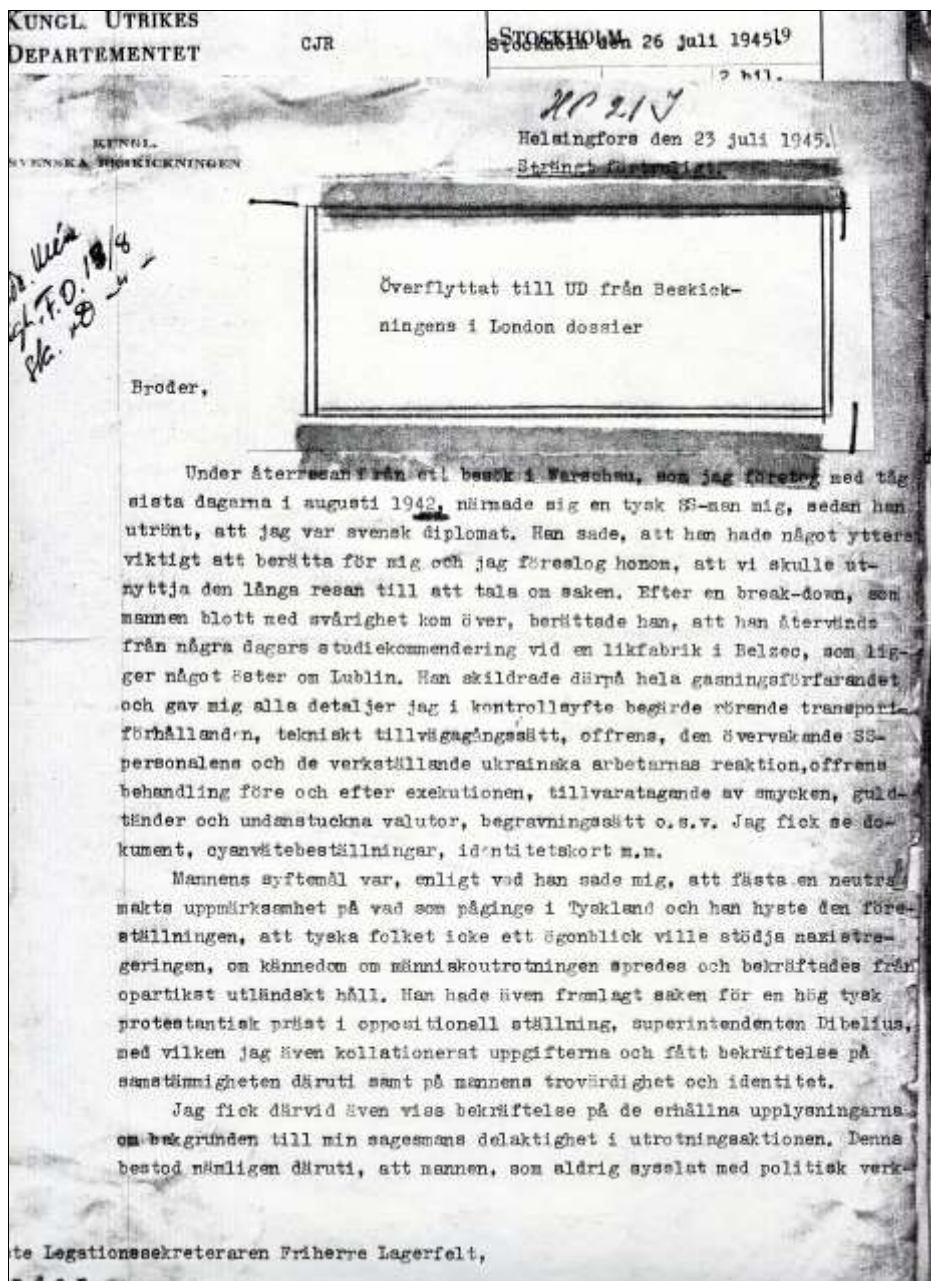 KUNGL. UTRIKES
DEPARTEMENTET
CJR
STOCKHOLM
Stockholm den 26 juli 194519
2 bil.
HP 21 J
KUNGL.
SVENSKA BESKICKNINGEN
Helsingfors den 23 juli 1945.
Strängt förtroligt.
F.D. 18/8
Överflyttat till UD från Beskick-
ningens i London dossier
Broder,
Under återresan från ett besök i Warschau, som jag företog med tåg
sista dagarna i augusti 1942, närmade sig en tysk SS-man mig, sedan han
utrönt, att jag var svensk diplomat. Han sade, att han hade något ytterst
viktigt att berätta för mig och jag föreslog honom, att vi skulle ut-
nyttja den långa resan till att tala om saken. Efter en break-down, som
mannen blott med svårighet kom över, berättade han, att han återvände
från några dagars studiekommendering vid en likfabrik i Belzec, som lig-
ger något öster om Lublin. Han skildrade därpå hela gasningsförfarandet
och gav mig alla detaljer jag i kontrollsyfte begärde rörande transport-
förhållanden, tekniskt tillvägagångssätt, offrens, den övervakande SS-
personalens och de verkställande ukrainska arbetarnas reaktion,offrens
behandling före och efter exekutionen, tillvaratagande av smycken, guld-
tänder och undanstuckna valutor, begravningssätt o.s.v. Jag fick se do-
kument, cyanvätebeställningar, identitetskort m.m.
Mannens syftemål var, enligt vad han sade mig, att fästa en neutral
makts uppmärksamhet på vad som påginge i Tyskland och han hyste den före-
ställningen, att tyska folket icke ett ögonblick ville stödja nazistre-
geringen, om kännedom om människoutrotningen spredes och bekräftades från
opartiskt utländskt håll. Han hade även framlagt saken för en hög tysk
protestantisk präst i oppositionell ställning, superintendenten Dibelius,
med vilken jag även kollationerat uppgifterna och fått bekräftelse på
samstämmigheten däruti samt på mannens trovärdighet och identitet.
Jag fick därvid även viss bekräftelse på de erhållna upplysningarna
om bakgrunden till min sagesmans delaktighet i utrotningsaktionen. Denna
bestod nämligen däruti, att mannen, som aldrig sysslat med politisk verk-
te Legationssekreteraren Friherre Lagerfelt,